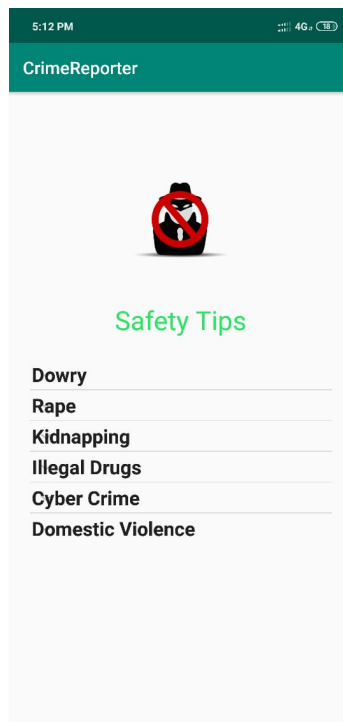 5:12 PM 4G 18
CrimeReporter
Safety Tips
Dowry
Rape
Kidnapping
Illegal Drugs
Cyber Crime
Domestic Violence